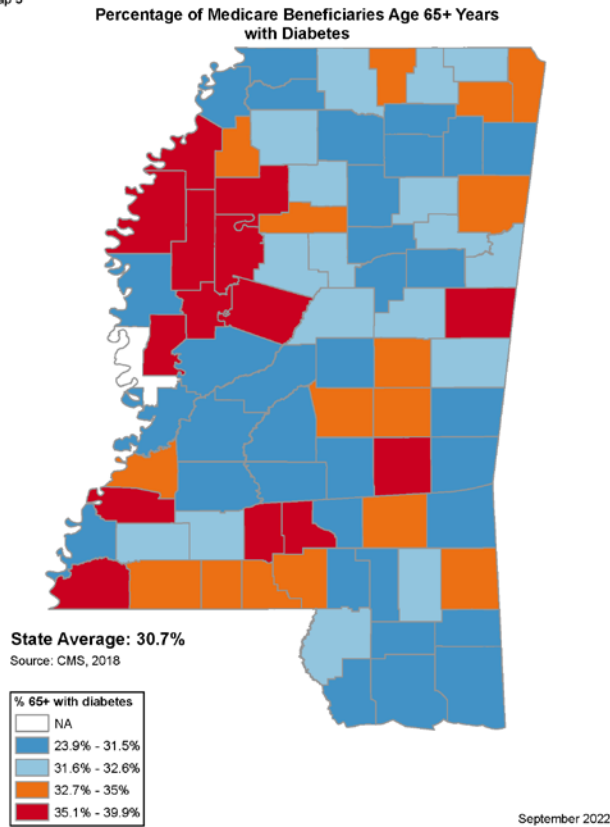 Percentage of Medicare Beneficiaries Age 65+ Years
with Diabetes
State Average: 30.7%
Source: CMS, 2018
% 65+ with diabetes
NA
23.9% - 31.5%
31.6% - 32.6%
32.7% - 35%
35.1% - 39.9%
September 2022